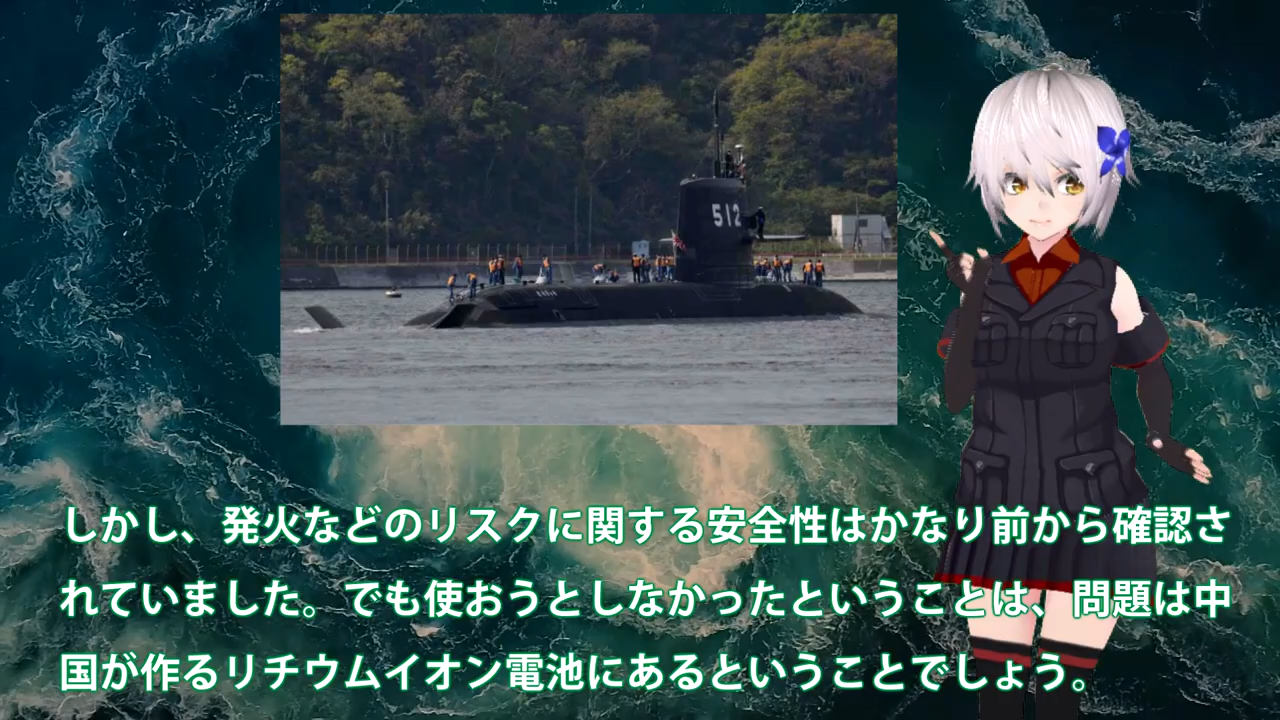 512
しかし、発火などのリスクに関する安全性はかなり前から確認さ
れていました。でも使おうとしなかったということは、問題は中
国が作るリチウムイオン電池にあるということでしょう。